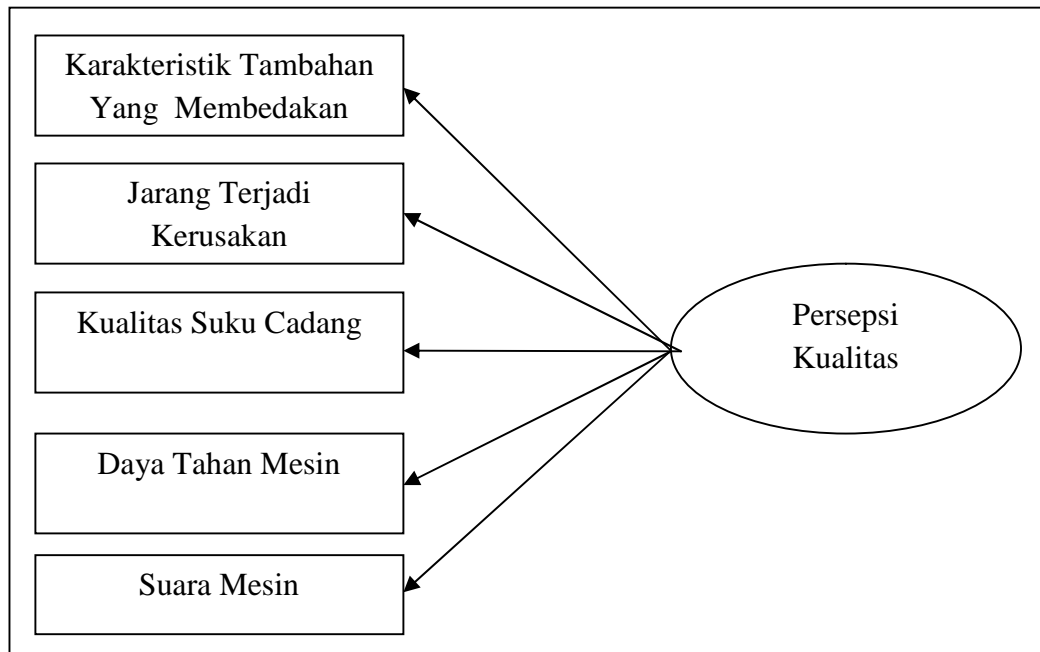 Karakteristik Tambahan
Yang Membedakan
Jarang Terjadi
Kerusakan
Kualitas Suku Cadang
Daya Tahan Mesin
Suara Mesin
Persepsi
Kualitas